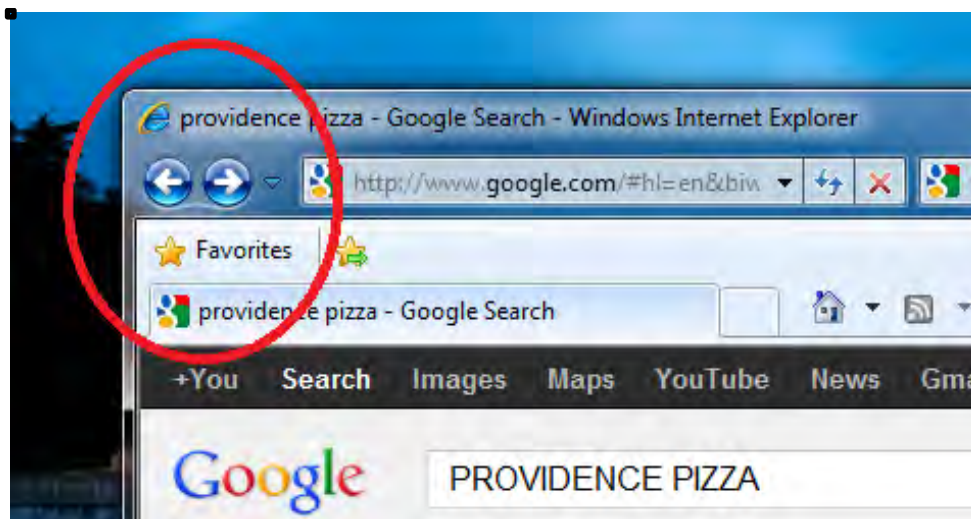 providence pizza - Google Search - Windows Internet Explorer
http://www.google.com/#hl=en&biw
Favorites
providence pizza - Google Search
+You Search Images Maps YouTube News Gma
Google PROVIDENCE PIZZA